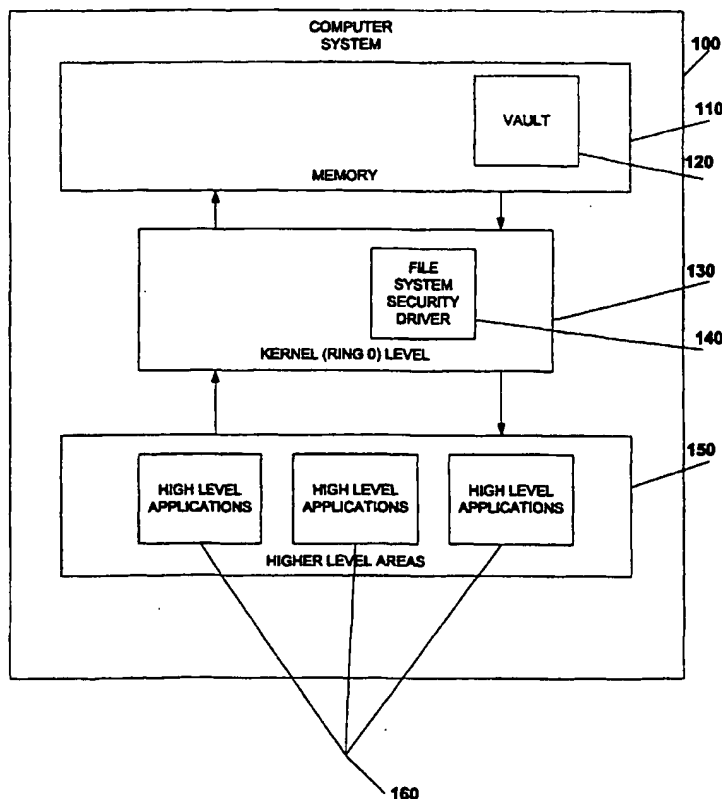 COMPUTER
SYSTEM
100
VAULT
110
120
MEMORY
FILE
SYSTEM
SECURITY
DRIVER
130
140
KERNEL (RING 0) LEVEL
150
HIGH LEVEL
APPLICATIONS
HIGH LEVEL
APPLICATIONS
HIGH LEVEL
APPLICATIONS
HIGHER LEVEL AREAS
160